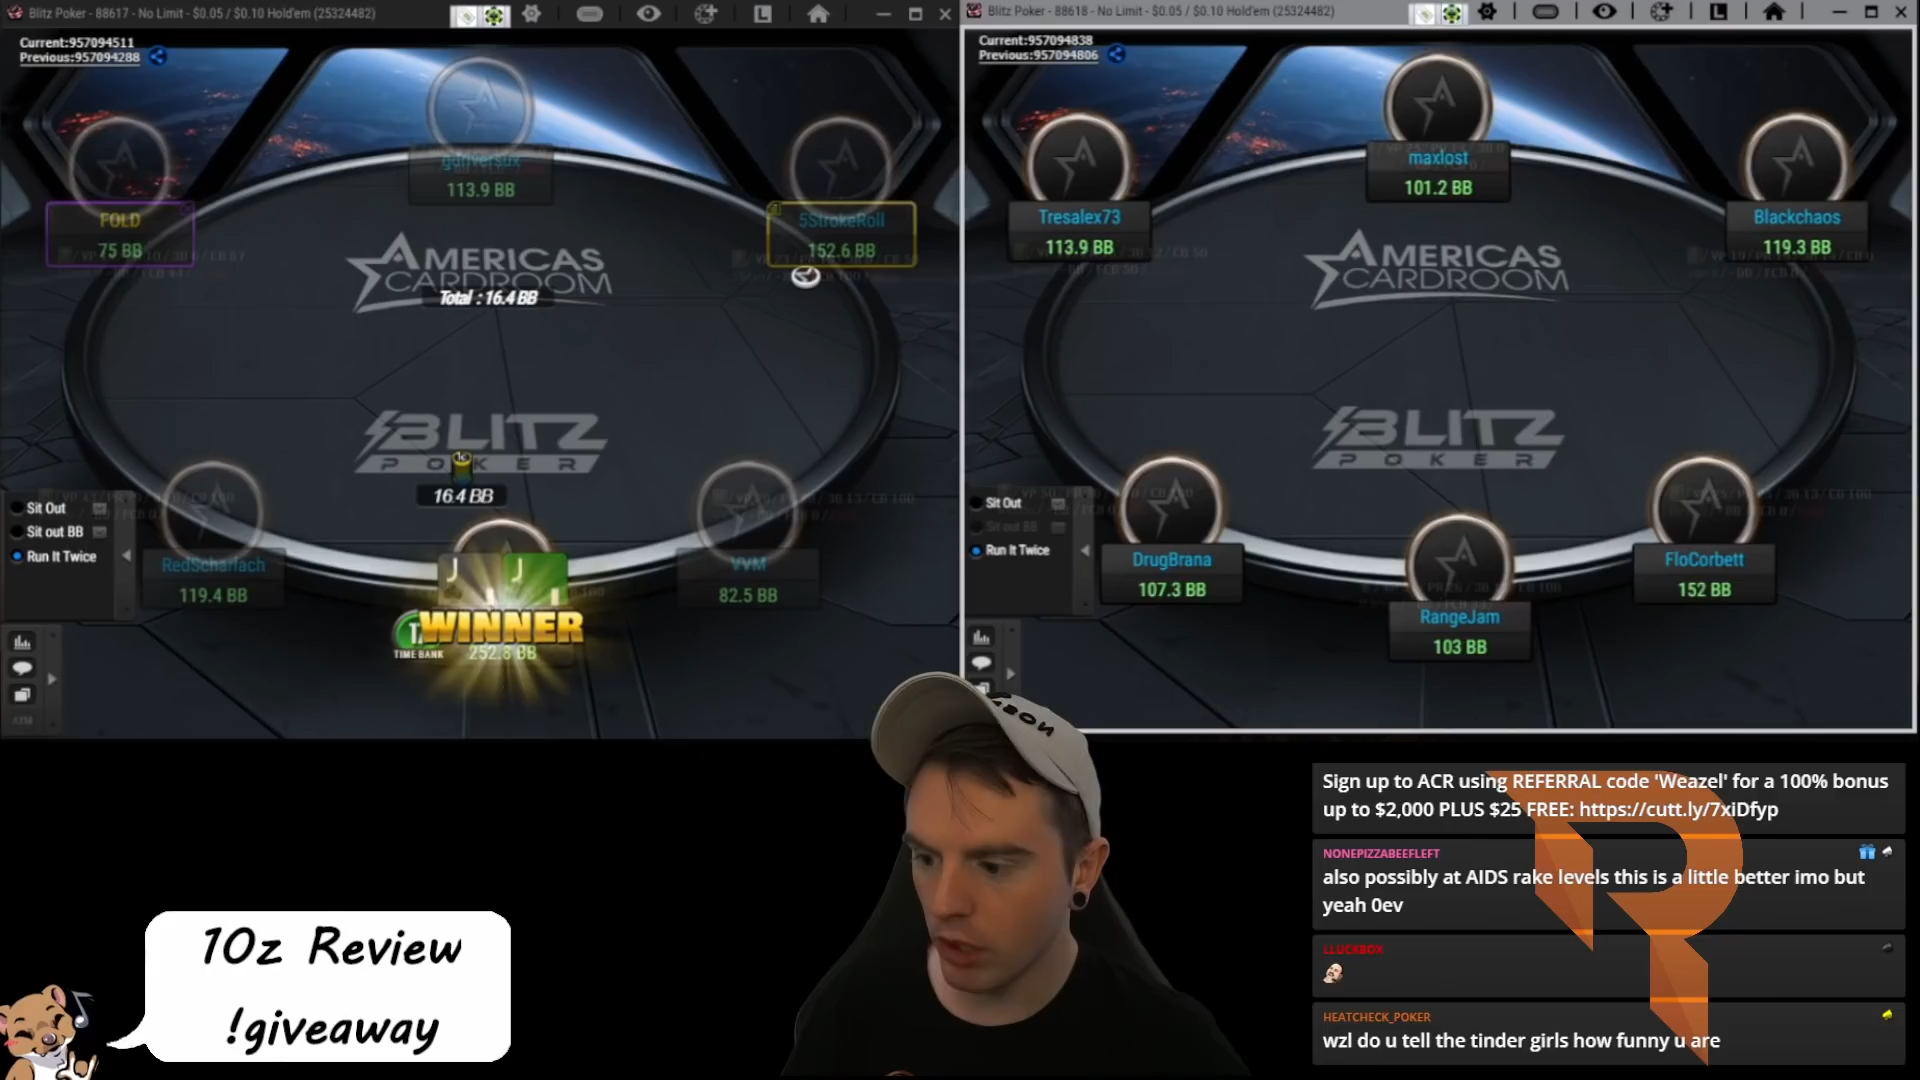 Blitz Poker - 88617 - No Limit - $0.05 / $0.10 Hold'em (25324482)
Current:957094511
Previous:957094288
gdriversux
113.9 BB
FOLD
75 BB
5StrokeRoll
152.6 BB
AMERICAS
CARDROOM
Total : 16.4 BB
BLITZ
POKER
16.4 BB
Sit Out
Sit out BB
Run It Twice
RedScharlach
119.4 BB
VVM
82.5 BB
J J
WINNER
TIME BANK
252.8 BB
Blitz Poker - 88618 - No Limit - $0.05 / $0.10 Hold'em (25324482)
Current:957094838
Previous:957094806
maxlost
101.2 BB
Tresalex73
113.9 BB
Blackchaos
119.3 BB
AMERICAS
CARDROOM
BLITZ
POKER
Sit Out
Sit out BB
Run It Twice
DrugBrana
107.3 BB
FloCorbett
152 BB
RangeJam
103 BB
10z Review
!giveaway
Sign up to ACR using REFERRAL code 'Weazel' for a 100% bonus
up to $2,000 PLUS $25 FREE: https://cutt.ly/7xiDfyp
NONEPIZZABEEFLEFT
also possibly at AIDS rake levels this is a little better imo but
yeah 0ev
LLUCKBOX
HEATCHECK_POKER
wzl do u tell the tinder girls how funny u are